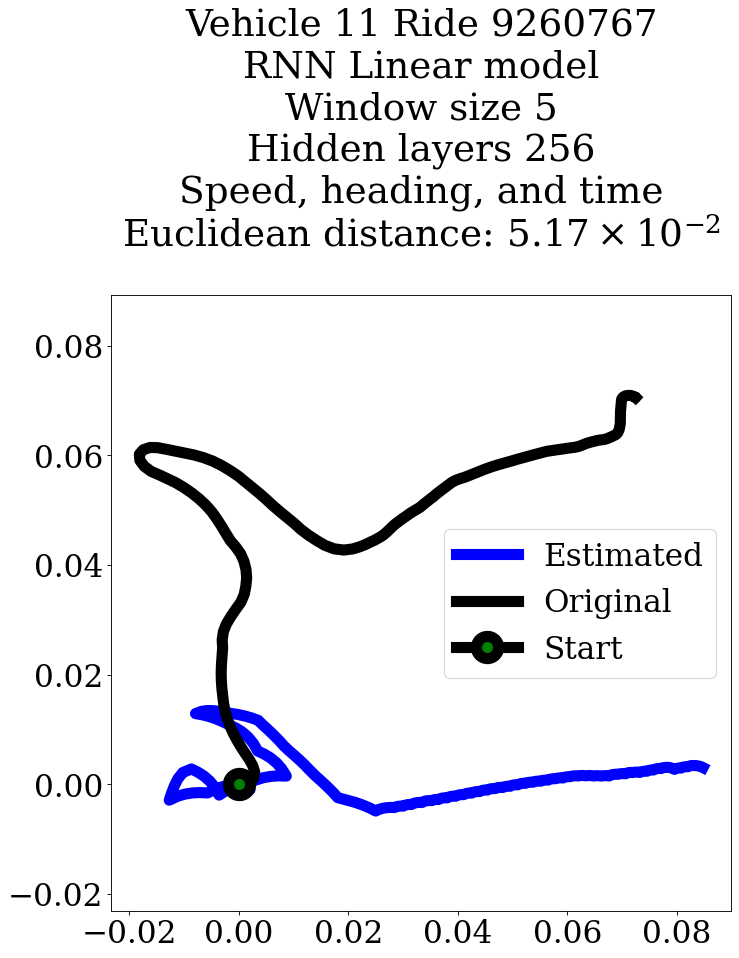 Vehicle 11 Ride 9260767
RNN Linear model
Window size 5
Hidden layers 256
Speed, heading, and time
Euclidean distance: 5.17 × 10⁻²
0.08
0.06
0.04
0.02
0.00
−0.02
Estimated
Original
Start
−0.02 0.00 0.02 0.04 0.06 0.08